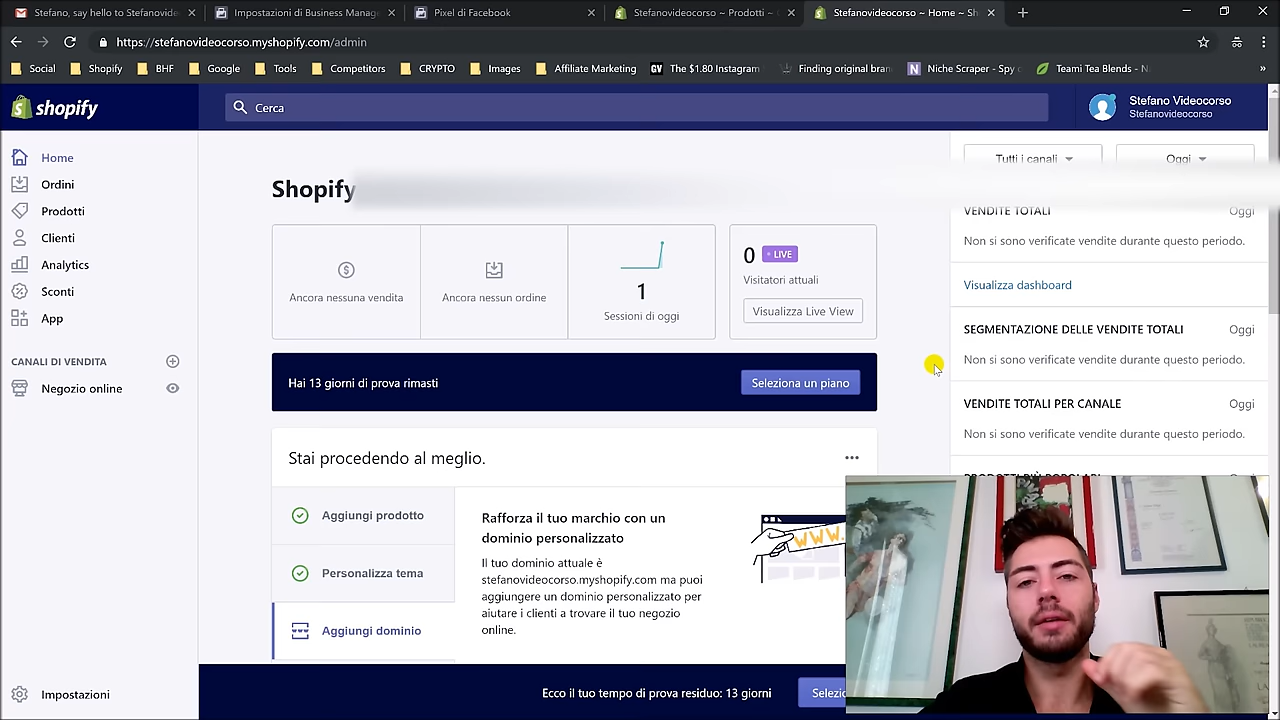 Stefano, say hello to Stefanovide
Impostazioni di Business Manag
Pixel di Facebook
Stefanovideocorso ~ Prodotti ~
Stefanovideocorso ~ Home ~ Sh
https://stefanovideocorso.myshopify.com/admin
Social
Shopify
BHF
Google
Tools
Competitors
CRYPTO
Images
Affiliate Marketing
GV
The $1.80 Instagram
Finding original bran
N
Niche Scraper - Spy
Teami Tea Blends -
»
shopify
Cerca
Stefano Videocorso
Stefanovideocorso
Home
Ordini
Prodotti
Clienti
Analytics
Sconti
App
CANALI DI VENDITA
Negozio online
Impostazioni
Shopify
Ancora nessuna vendita
Ancora nessun ordine
1
Sessioni di oggi
0 LIVE
Visitatori attuali
Visualizza Live View
Hai 13 giorni di prova rimasti
Seleziona un piano
Stai procedendo al meglio.
Aggiungi prodotto
Personalizza tema
Aggiungi dominio
Rafforza il tuo marchio con un
dominio personalizzato
Il tuo dominio attuale è
stefanovideocorso.myshopify.com ma puoi
aggiungere un dominio personalizzato per
aiutare i clienti a trovare il tuo negozio
online.
WWW.
Ecco il tuo tempo di prova residuo: 13 giorni
Selezi
Tutti i canali
Oggi
VENDITE TOTALI
Oggi
Non si sono verificate vendite durante questo periodo.
Visualizza dashboard
SEGMENTAZIONE DELLE VENDITE TOTALI
Oggi
Non si sono verificate vendite durante questo periodo.
VENDITE TOTALI PER CANALE
Oggi
Non si sono verificate vendite durante questo periodo.
PRODOTTI PIÙ POPOLARI